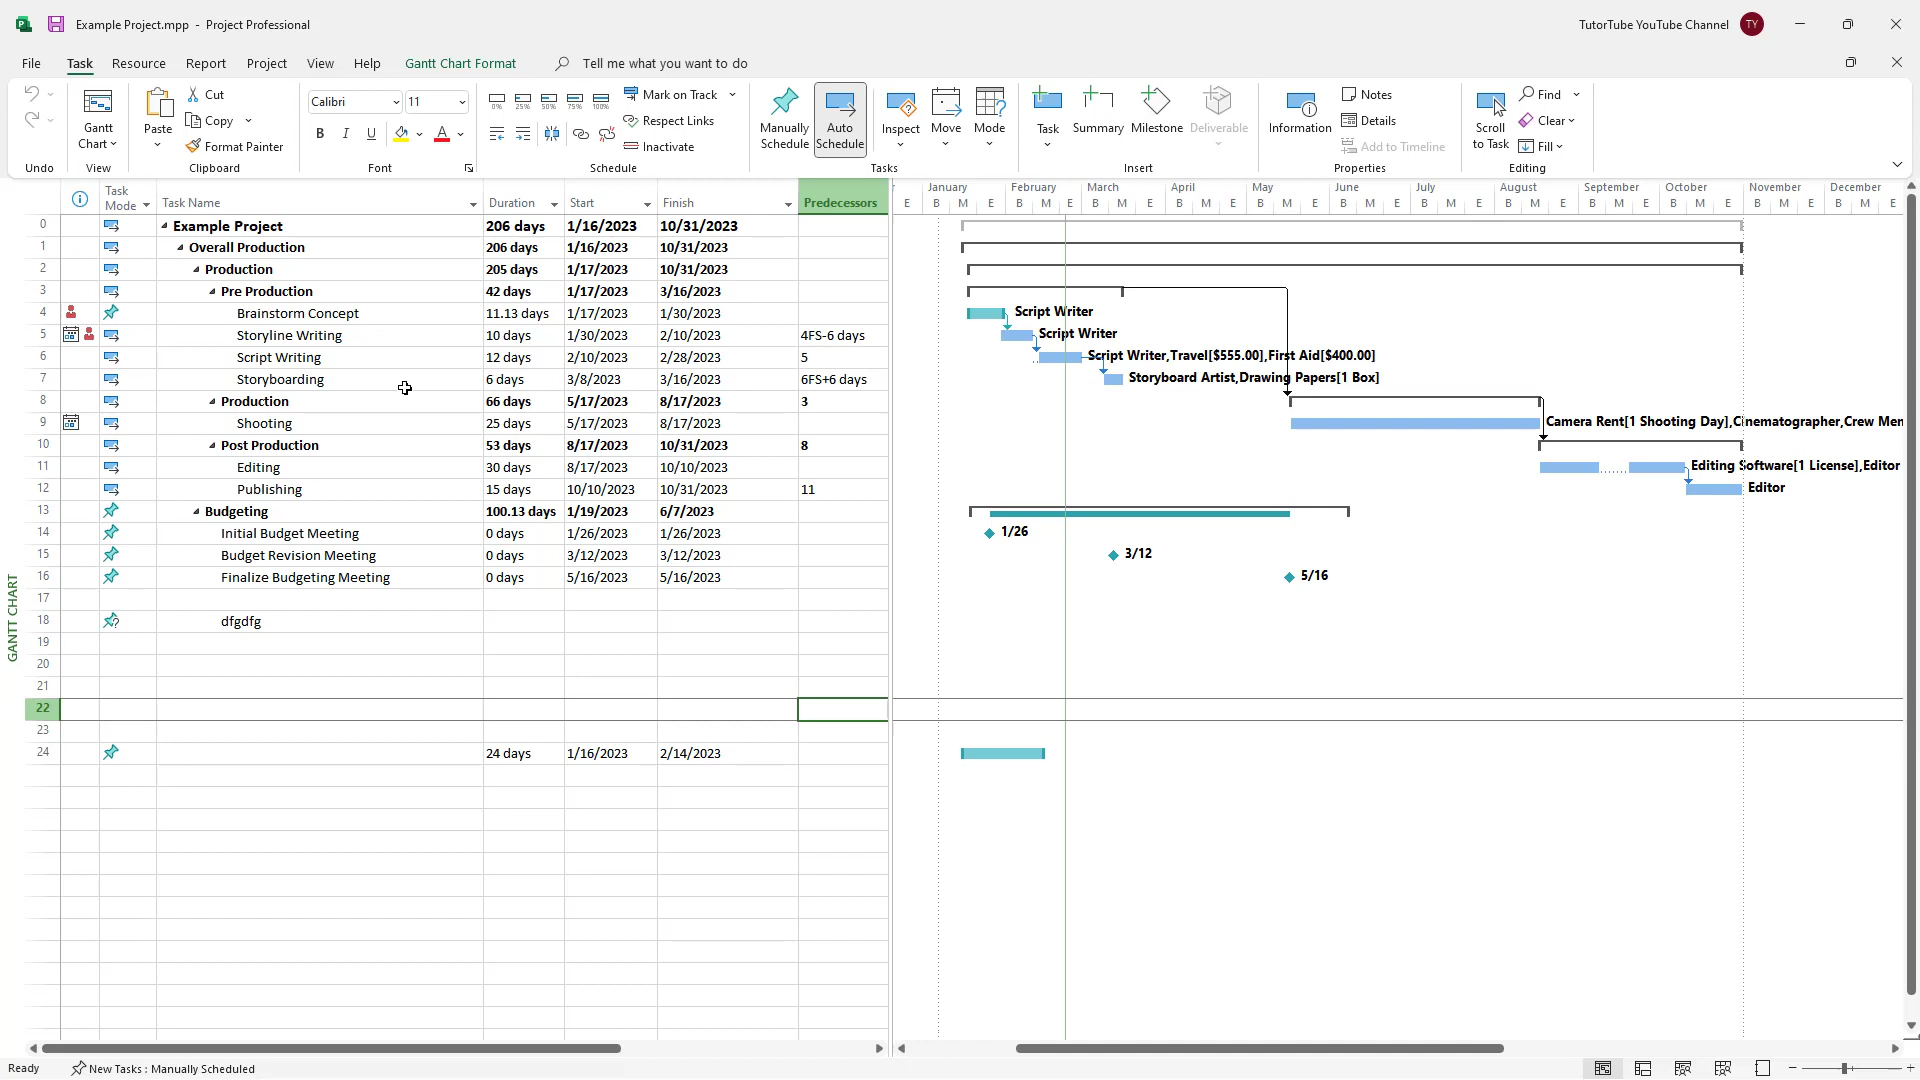 Example Project.mpp - Project Professional
TutorTube YouTube Channel TY
File Task Resource Report Project View Help Gantt Chart Format Tell me what you want to do
Cut
Copy
Format Painter
Paste
Gantt
Chart
Calibri 11
B I U A
0% 25% 50% 75% 100%
Mark on Track
Respect Links
Inactivate
Manually
Schedule
Auto
Schedule
Inspect
Move
Mode
Task
Summary
Milestone
Deliverable
Information
Notes
Details
Add to Timeline
Scroll
to Task
Find
Clear
Fill
Undo View Clipboard Font Schedule Tasks Insert Properties Editing
Task
Mode Task Name Duration Start Finish Predecessors
January February March April May June July August September October November December
E B M E B M E B M E B M E B M E B M E B M E B M E B M E B M E B M E B M E
0 Example Project 206 days 1/16/2023 10/31/2023
1 Overall Production 206 days 1/16/2023 10/31/2023
2 Production 205 days 1/17/2023 10/31/2023
3 Pre Production 42 days 1/17/2023 3/16/2023
4 Brainstorm Concept 11.13 days 1/17/2023 1/30/2023 Script Writer
5 Storyline Writing 10 days 1/30/2023 2/10/2023 4FS-6 days Script Writer
6 Script Writing 12 days 2/10/2023 2/28/2023 5 Script Writer,Travel[$555.00],First Aid[$400.00]
7 Storyboarding 6 days 3/8/2023 3/16/2023 6FS+6 days Storyboard Artist,Drawing Papers[1 Box]
8 Production 66 days 5/17/2023 8/17/2023 3
9 Shooting 25 days 5/17/2023 8/17/2023 Camera Rent[1 Shooting Day],Cinematographer,Crew Men
10 Post Production 53 days 8/17/2023 10/31/2023 8
11 Editing 30 days 8/17/2023 10/10/2023 Editing Software[1 License],Editor
12 Publishing 15 days 10/10/2023 10/31/2023 11 Editor
13 Budgeting 100.13 days 1/19/2023 6/7/2023
14 Initial Budget Meeting 0 days 1/26/2023 1/26/2023 1/26
15 Budget Revision Meeting 0 days 3/12/2023 3/12/2023 3/12
16 Finalize Budgeting Meeting 0 days 5/16/2023 5/16/2023 5/16
17
18 dfgdfg
19
20
21
22
23
24 24 days 1/16/2023 2/14/2023
GANTT CHART
Ready New Tasks : Manually Scheduled